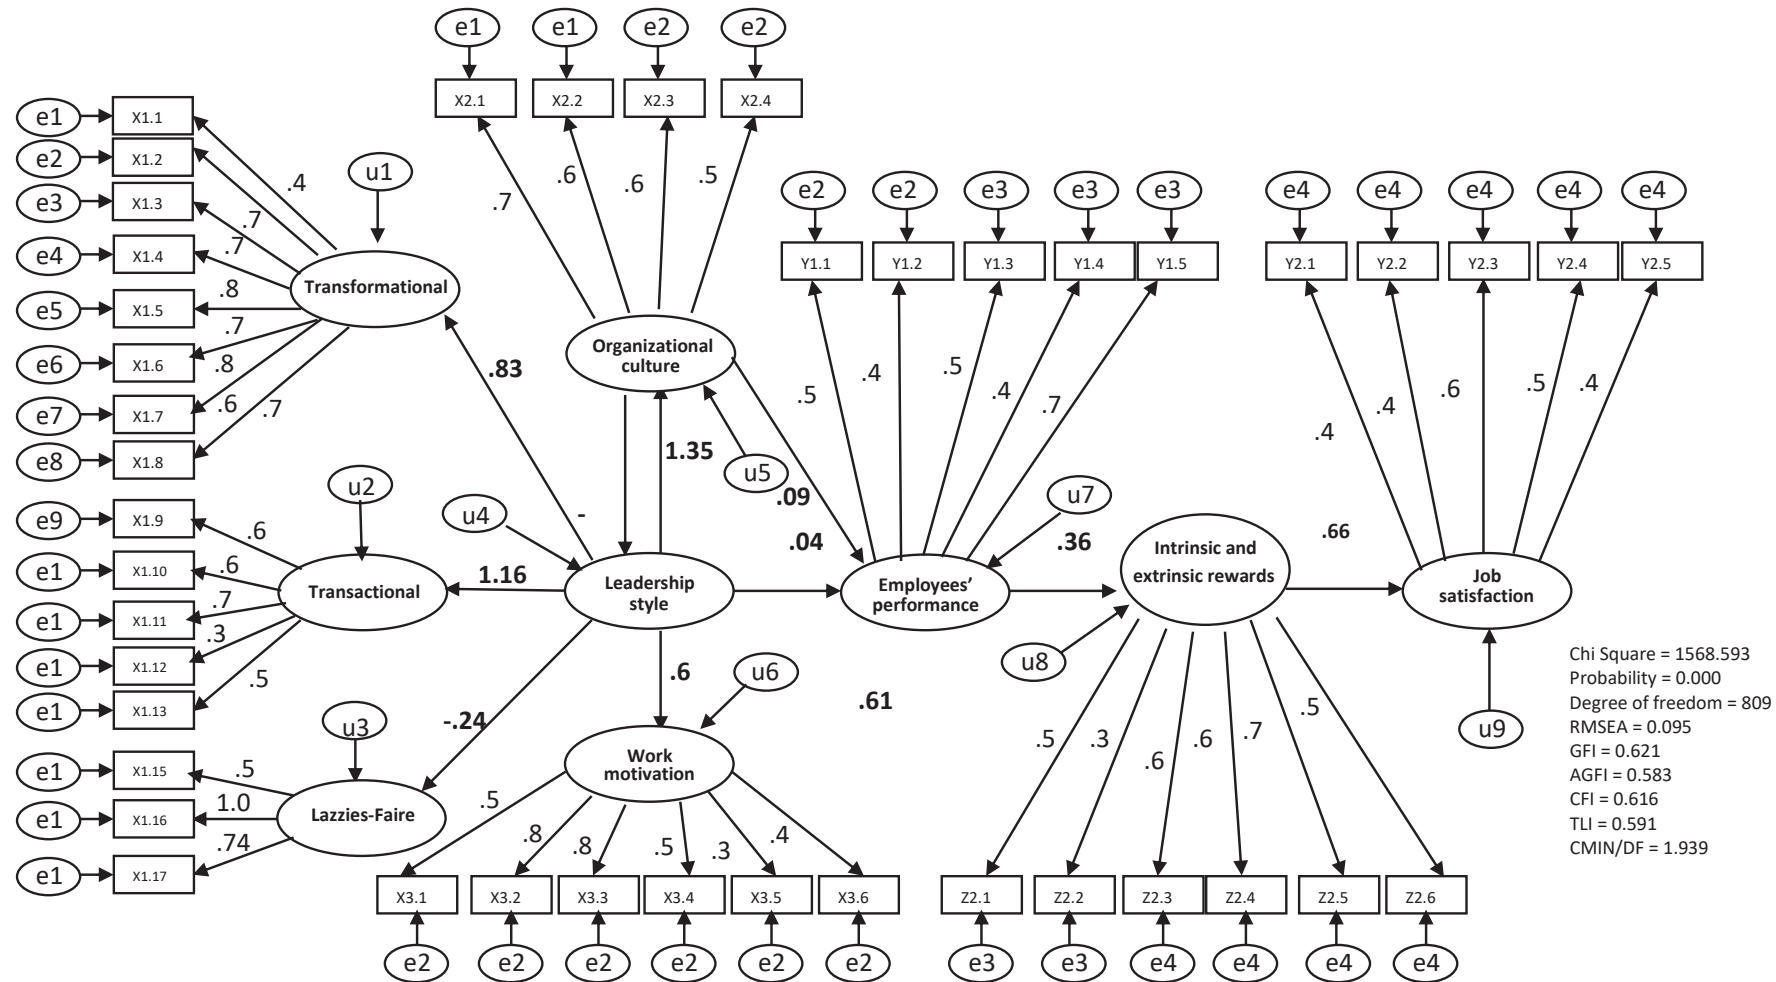 e1
e1
e2
e2
X2.1
X2.2
X2.3
X2.4
e1
X1.1
e2
X1.2
e3
X1.3
e4
X1.4
e5
X1.5
e6
X1.6
e7
X1.7
e8
X1.8
.4
.7
.7
.8
.7
.8
.6
.7
u1
Transformational
.7
.6
.6
.5
Organizational
culture
.83
1.35
u5
.09
.04
-
e2
e2
e3
e3
e3
Y1.1
Y1.2
Y1.3
Y1.4
Y1.5
.5
.4
.5
.4
.7
e4
e4
e4
e4
e4
Y2.1
Y2.2
Y2.3
Y2.4
Y2.5
.4
.4
.6
.5
.4
e9
X1.9
e1
X1.10
e1
X1.11
e1
X1.12
e1
X1.13
.6
.6
.7
.3
.5
u2
Transactional
1.16
u4
Leadership
style
Employees'
performance
u7
.36
Intrinsic and
extrinsic rewards
u8
.66
Job
satisfaction
u9
e1
X1.15
e1
X1.16
e1
X1.17
.5
1.0
.74
u3
Lazzies-Faire
-.24
.6
u6
.61
Work
motivation
.5
.8
.8
.5
.3
.4
X3.1
X3.2
X3.3
X3.4
X3.5
X3.6
e2
e2
e2
e2
e2
e2
.5
.3
.6
.6
.7
.5
Z2.1
Z2.2
Z2.3
Z2.4
Z2.5
Z2.6
e3
e3
e4
e4
e4
e4
Chi Square = 1568.593
Probability = 0.000
Degree of freedom = 809
RMSEA = 0.095
GFI = 0.621
AGFI = 0.583
CFI = 0.616
TLI = 0.591
CMIN/DF = 1.939